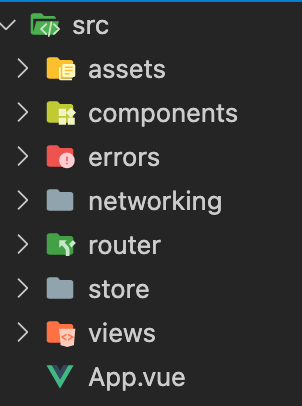 src
assets
components
errors
networking
router
store
views
App.vue